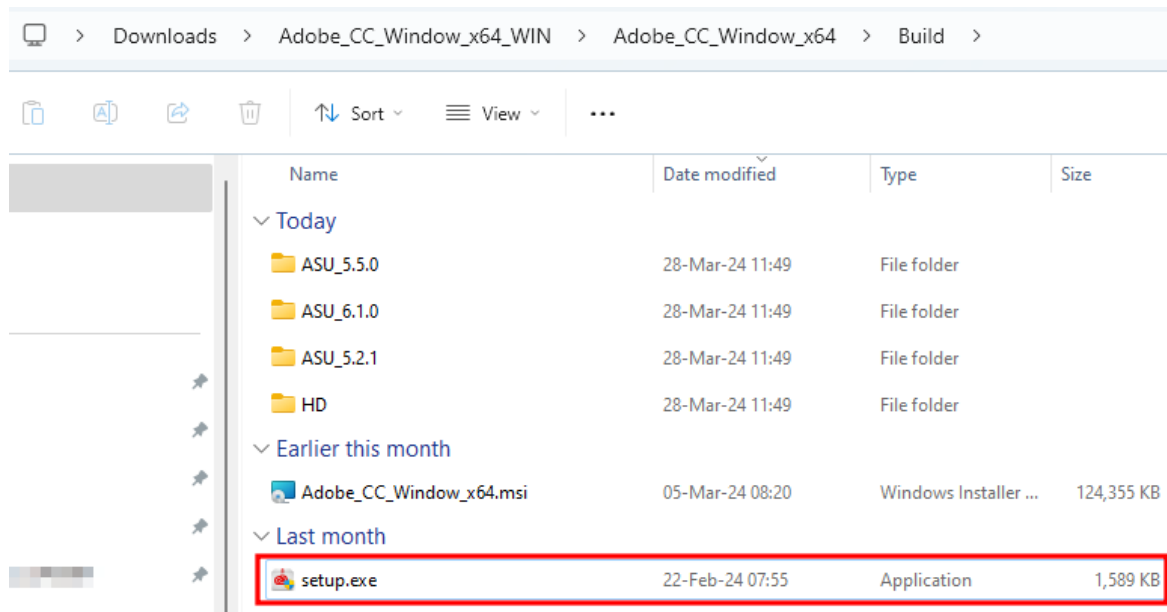 > Downloads > Adobe_CC_Window_x64_WIN > Adobe_CC_Window_x64 > Build >
Sort View ...
Name Date modified Type Size
Today
ASU_5.5.0 28-Mar-24 11:49 File folder
ASU_6.1.0 28-Mar-24 11:49 File folder
ASU_5.2.1 28-Mar-24 11:49 File folder
HD 28-Mar-24 11:49 File folder
Earlier this month
Adobe_CC_Window_x64.msi 05-Mar-24 08:20 Windows Installer ... 124,355 KB
Last month
setup.exe 22-Feb-24 07:55 Application 1,589 KB